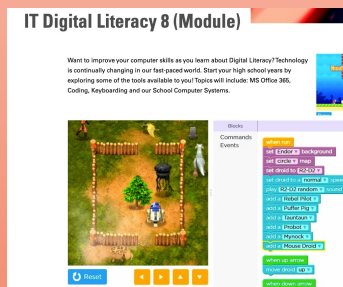 IT Digital Literacy 8 (Module)
Want to improve your computer skills as you learn about Digital Literacy? Technology
is continually changing in our fast-paced world. Start your high school years by
exploring some of the tools available to you! Topics will include: MS Office 365,
Coding, Keyboarding and our School Computer Systems.
Blocks
Commands
Events
when run
set Endor background
set circle map
set droid to R2-D2
set droid to a normal speed
play R2-D2 random sound
add a Rebel Pilot
add a Puffer Pig
add a Tauntaun
add a Probot
add a Mynock
add a Mouse Droid
when up arrow
move droid up
when down arrow
Reset